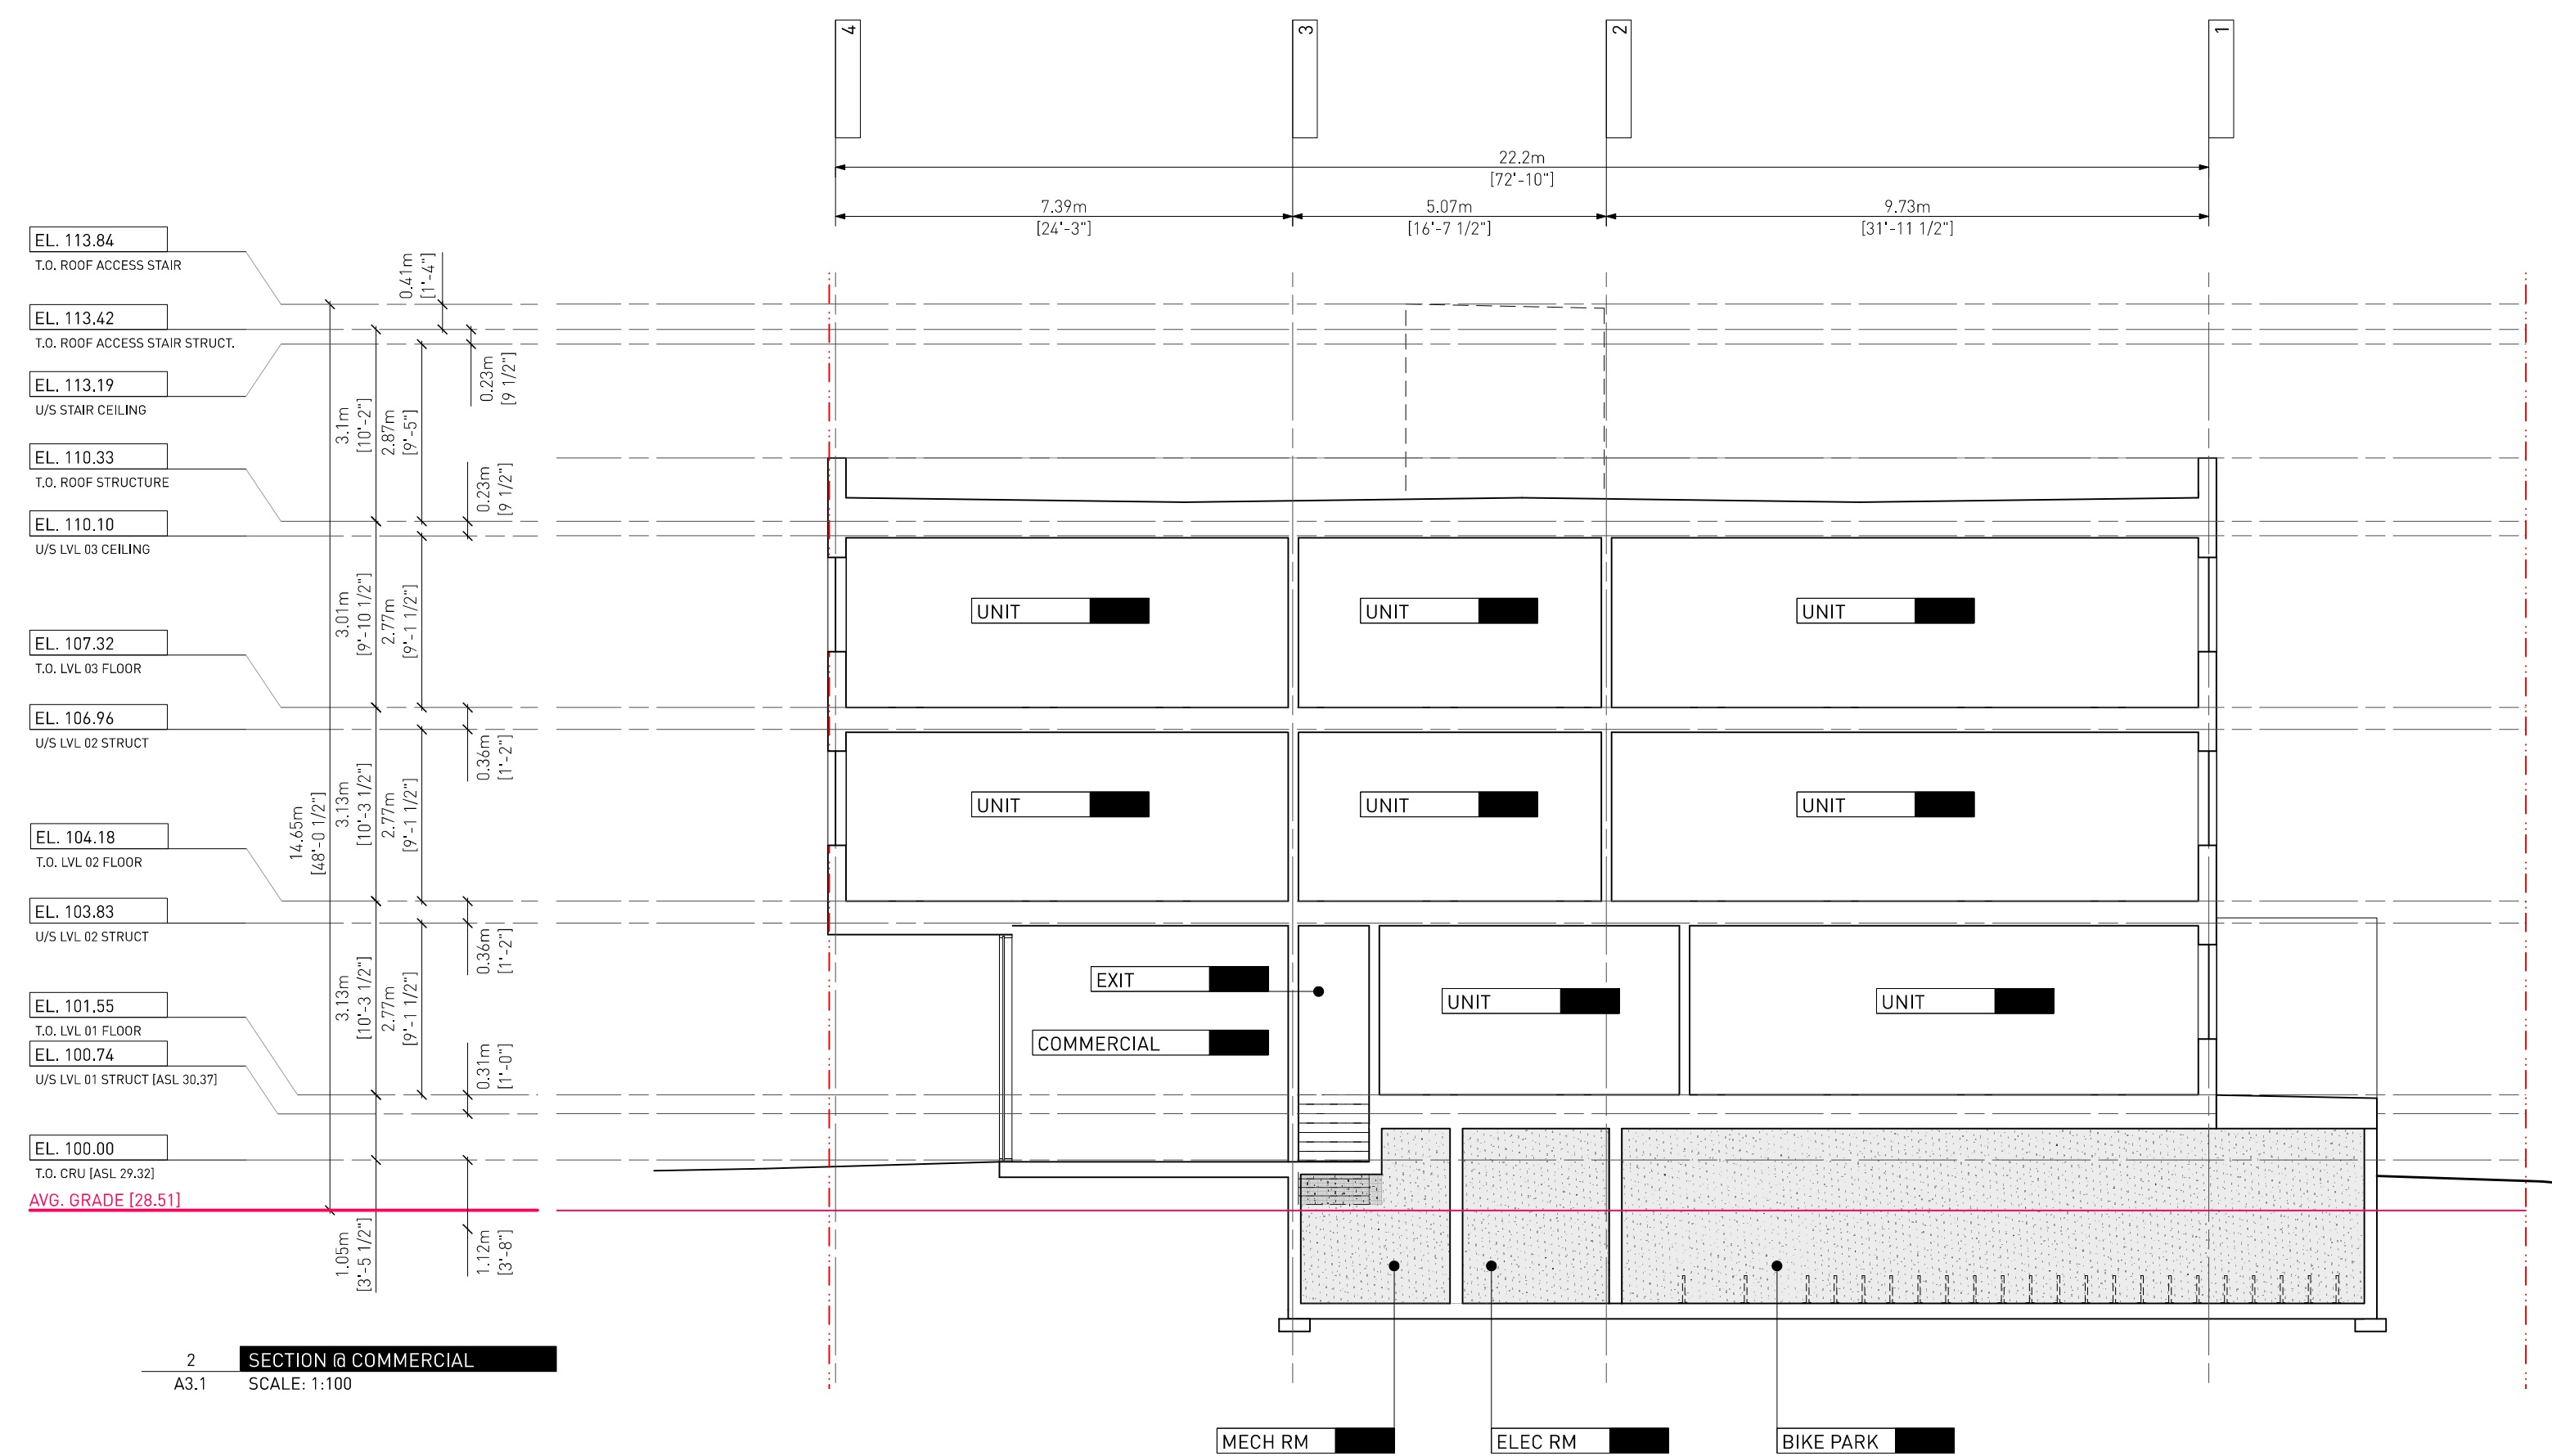 4
3
2
1
22.2m
[72'-10"]
7.39m
[24'-3"]
5.07m
[16'-7 1/2"]
9.73m
[31'-11 1/2"]
EL. 113.84
T.O. ROOF ACCESS STAIR
EL. 113.42
T.O. ROOF ACCESS STAIR STRUCT.
EL. 113.19
U/S STAIR CEILING
EL. 110.33
T.O. ROOF STRUCTURE
EL. 110.10
U/S LVL 03 CEILING
EL. 107.32
T.O. LVL 03 FLOOR
EL. 106.96
U/S LVL 02 STRUCT
EL. 104.18
T.O. LVL 02 FLOOR
EL. 103.83
U/S LVL 02 STRUCT
EL. 101.55
T.O. LVL 01 FLOOR
EL. 100.74
U/S LVL 01 STRUCT [ASL 30.37]
EL. 100.00
T.O. CRU [ASL 29.32]
AVG. GRADE [28.51]
14.65m
[48'-0 1/2"]
3.1m
[10'-2"]
3.01m
[9'-10 1/2"]
3.13m
[10'-3 1/2"]
3.13m
[10'-3 1/2"]
1.05m
[3'-5 1/2"]
2.87m
[9'-5"]
2.77m
[9'-1 1/2"]
2.77m
[9'-1 1/2"]
2.77m
[9'-1 1/2"]
0.41m
[1'-4"]
0.23m
[9 1/2"]
0.23m
[9 1/2"]
0.36m
[1'-2"]
0.36m
[1'-2"]
0.31m
[1'-0"]
1.12m
[3'-8"]
UNIT
UNIT
UNIT
UNIT
UNIT
UNIT
EXIT
COMMERCIAL
UNIT
UNIT
MECH RM
ELEC RM
BIKE PARK
2
SECTION @ COMMERCIAL
A3.1
SCALE: 1:100